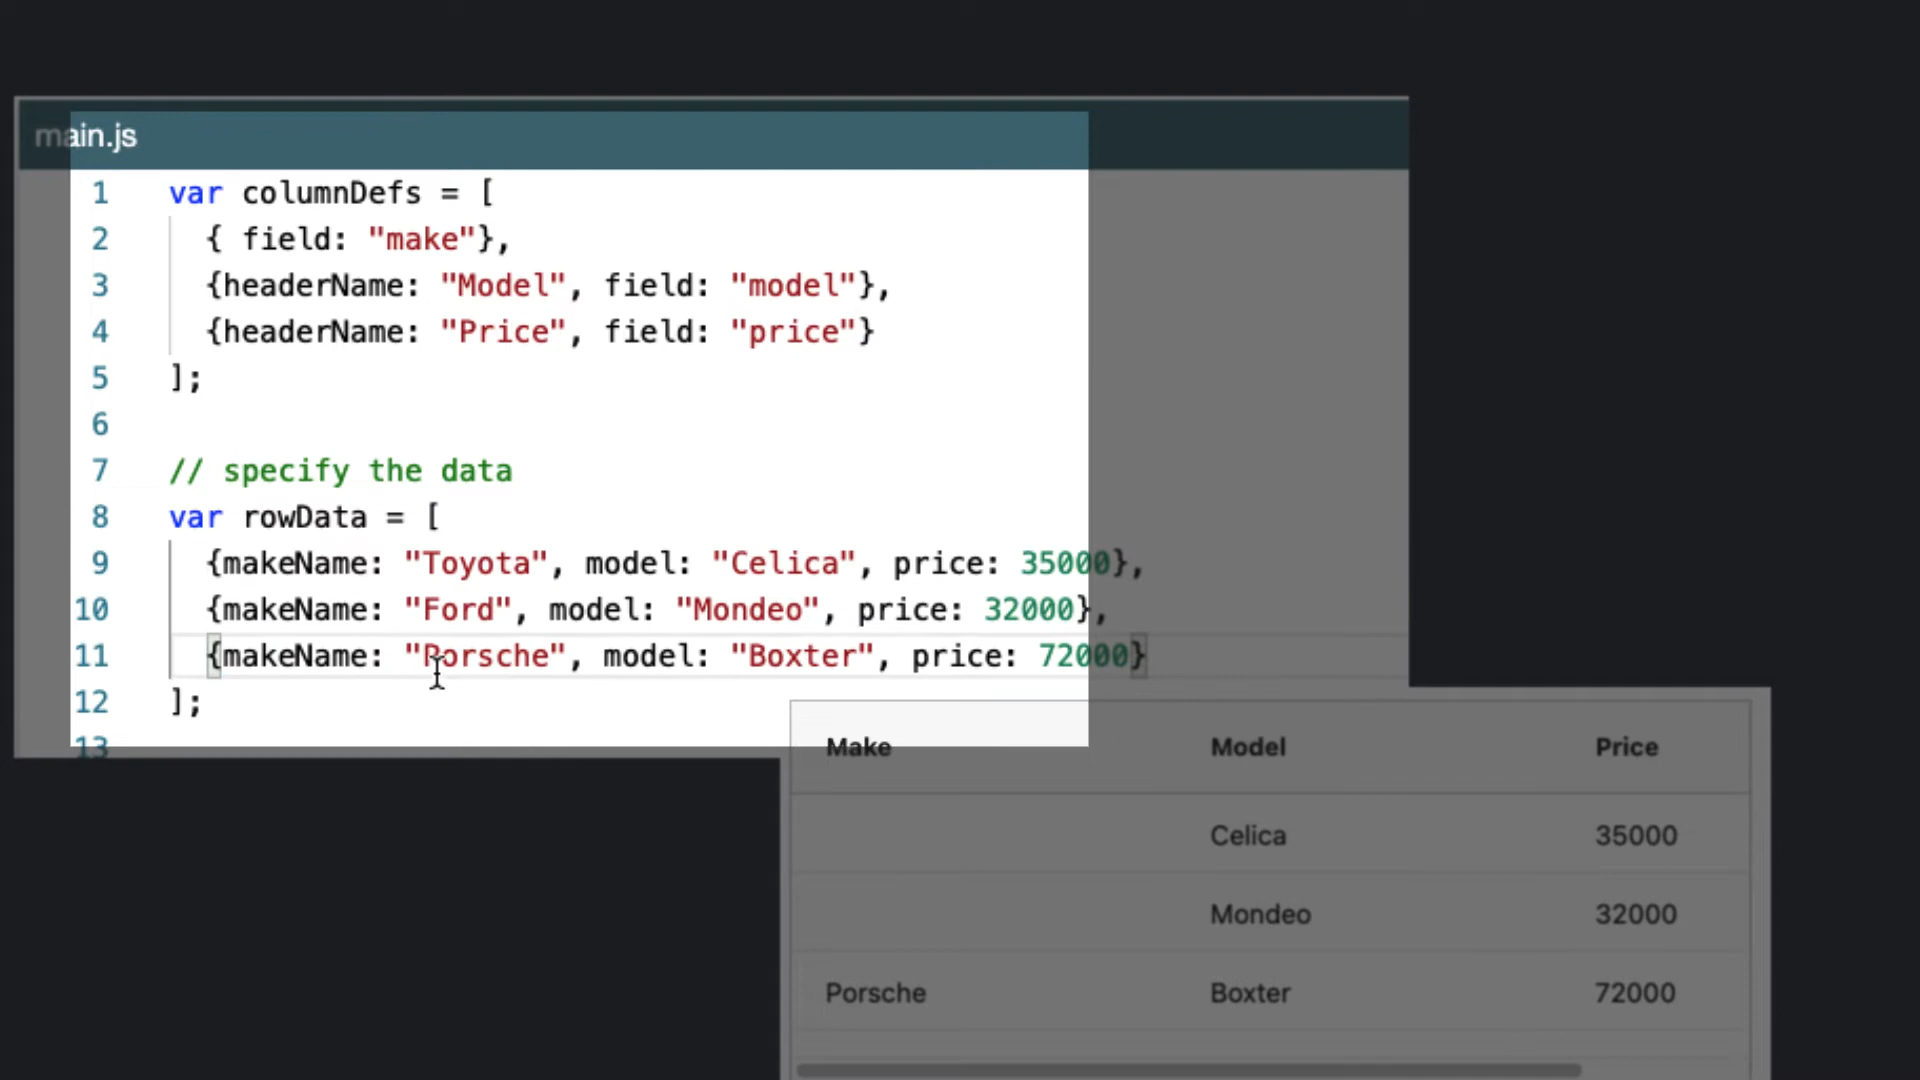 main.js
1 var columnDefs = [
2 { field: "make"},
3 {headerName: "Model", field: "model"},
4 {headerName: "Price", field: "price"}
5 ];
6
7 // specify the data
8 var rowData = [
9 {makeName: "Toyota", model: "Celica", price: 35000},
10 {makeName: "Ford", model: "Mondeo", price: 32000},
11 {makeName: "Porsche", model: "Boxter", price: 72000}
12 ];
13
Make Model Price
Celica 35000
Mondeo 32000
Porsche Boxter 72000